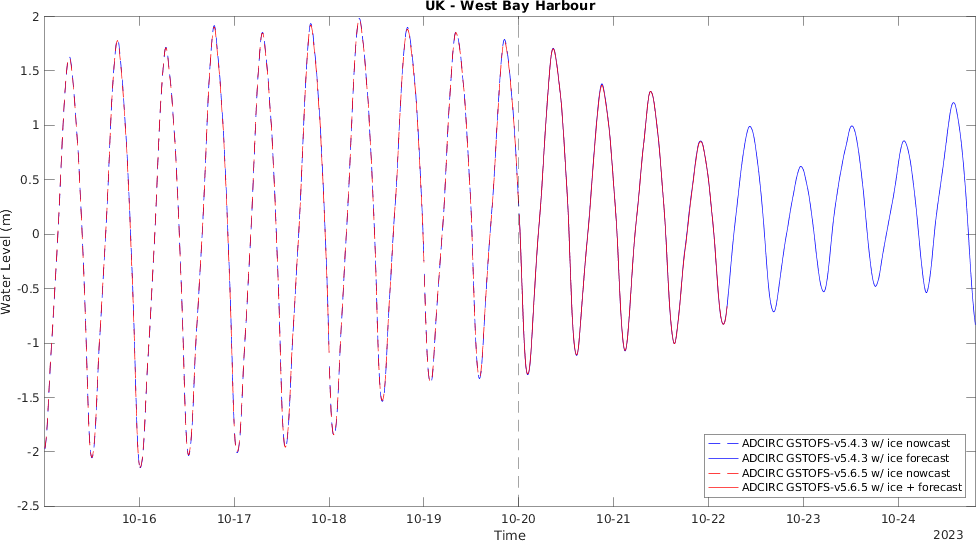 UK - West Bay Harbour
2
1.5
1
0.5
0
-0.5
-1
-1.5
-2
-2.5
Water Level (m)
10-16 10-17 10-18 10-19 10-20 10-21 10-22 10-23 10-24
Time
2023
ADCIRC GSTOFS-v5.4.3 w/ ice nowcast
ADCIRC GSTOFS-v5.4.3 w/ ice forecast
ADCIRC GSTOFS-v5.6.5 w/ ice nowcast
ADCIRC GSTOFS-v5.6.5 w/ ice + forecast